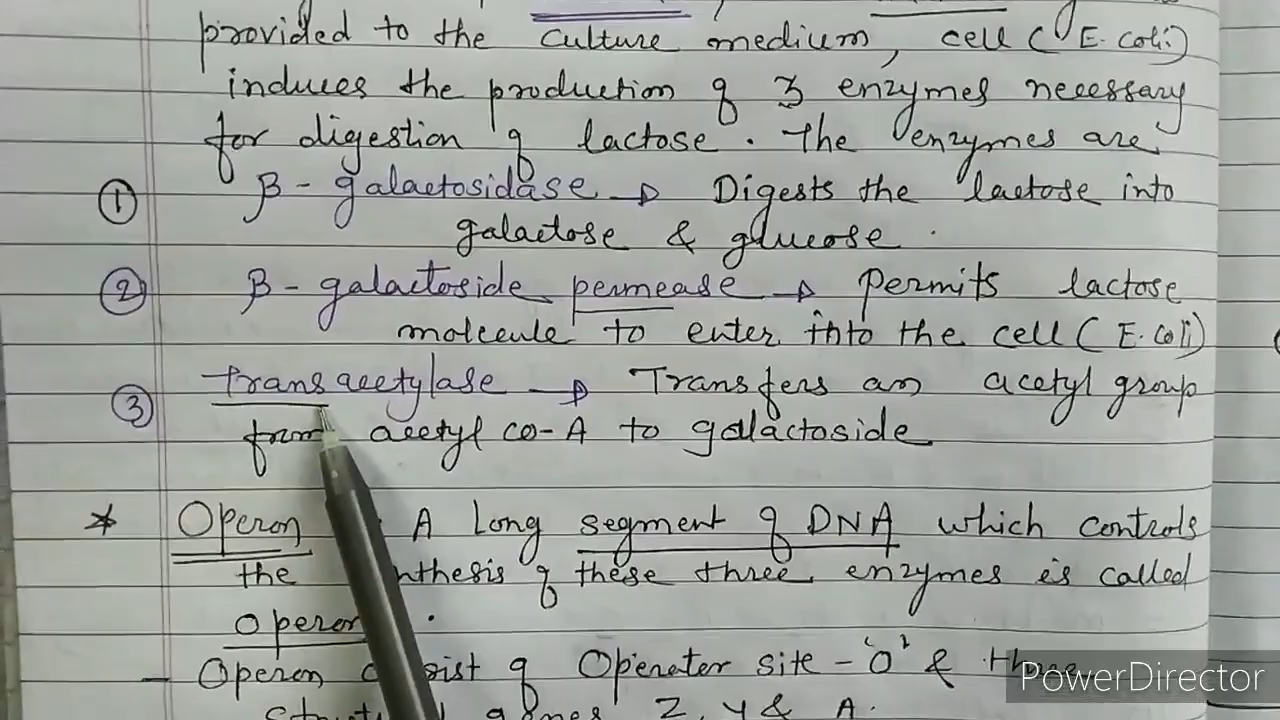 provided to the culture medium, cell (E. coli)
induces the production of 3 enzymes necessary
for digestion of lactose. The enzymes are
① β-galactosidase → Digests the lactose into
galactose & glucose.
② β-galactoside permease → Permits lactose
molecule to enter into the cell (E. coli)
③ Transacetylase → Transfers an acetyl group
from acetyl co-A to galactoside
* Operon A long segment of DNA which controls
the nthesis of these three enzymes is called
operon.
- Operon sist of Operater site - 'O' &
Z, Y & A.
PowerDirector